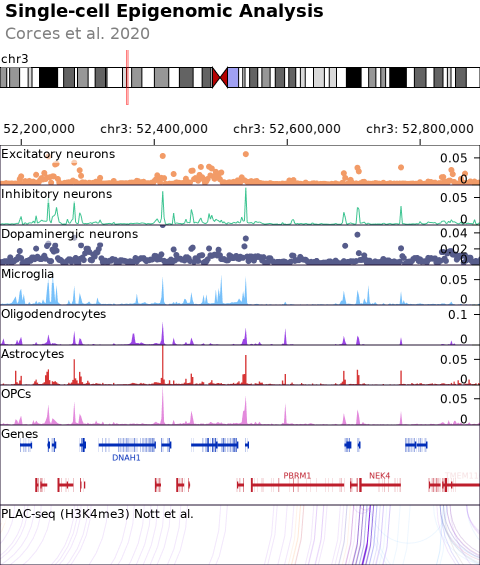 Single-cell Epigenomic Analysis
Corces et al. 2020
chr3
52,200,000 chr3: 52,400,000 chr3: 52,600,000 chr3: 52,800,000
Excitatory neurons 0.05
0
Inhibitory neurons 0.05
0
Dopaminergic neurons 0.04
0.02
0
Microglia 0.05
0
Oligodendrocytes 0.1
0
Astrocytes 0.05
0
OPCs 0.05
0
Genes
DNAH1
PBRM1 NEK4
PLAC-seq (H3K4me3) Nott et al.